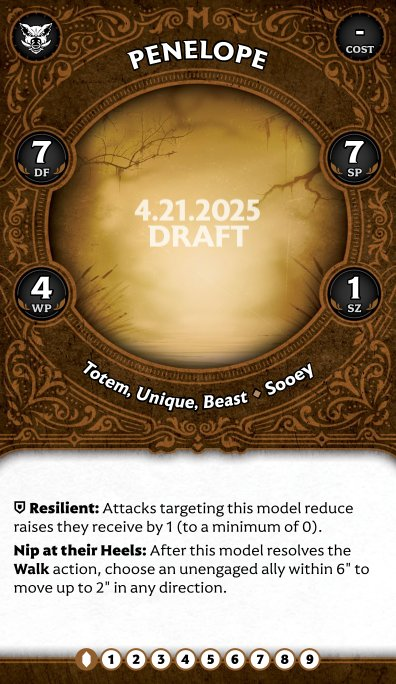 PENELOPE
-
COST
7
DF
7
SP
4.21.2025
DRAFT
4
WP
1
SZ
Totem, Unique, Beast ♦ Sooey
Resilient: Attacks targeting this model reduce
raises they receive by 1 (to a minimum of 0).
Nip at their Heels: After this model resolves the
Walk action, choose an unengaged ally within 6" to
move up to 2" in any direction.
1 2 3 4 5 6 7 8 9